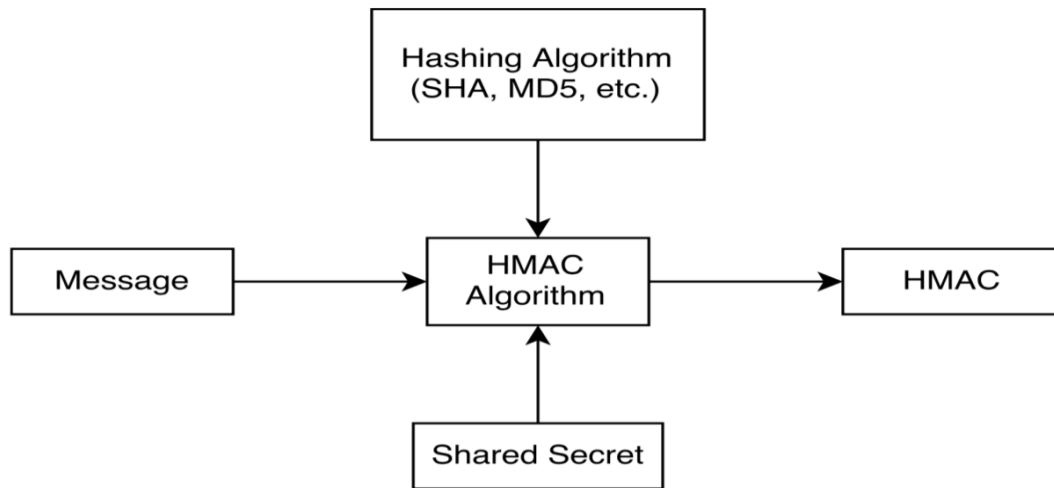 Hashing Algorithm
(SHA, MD5, etc.)
Message
HMAC
Algorithm
HMAC
Shared Secret